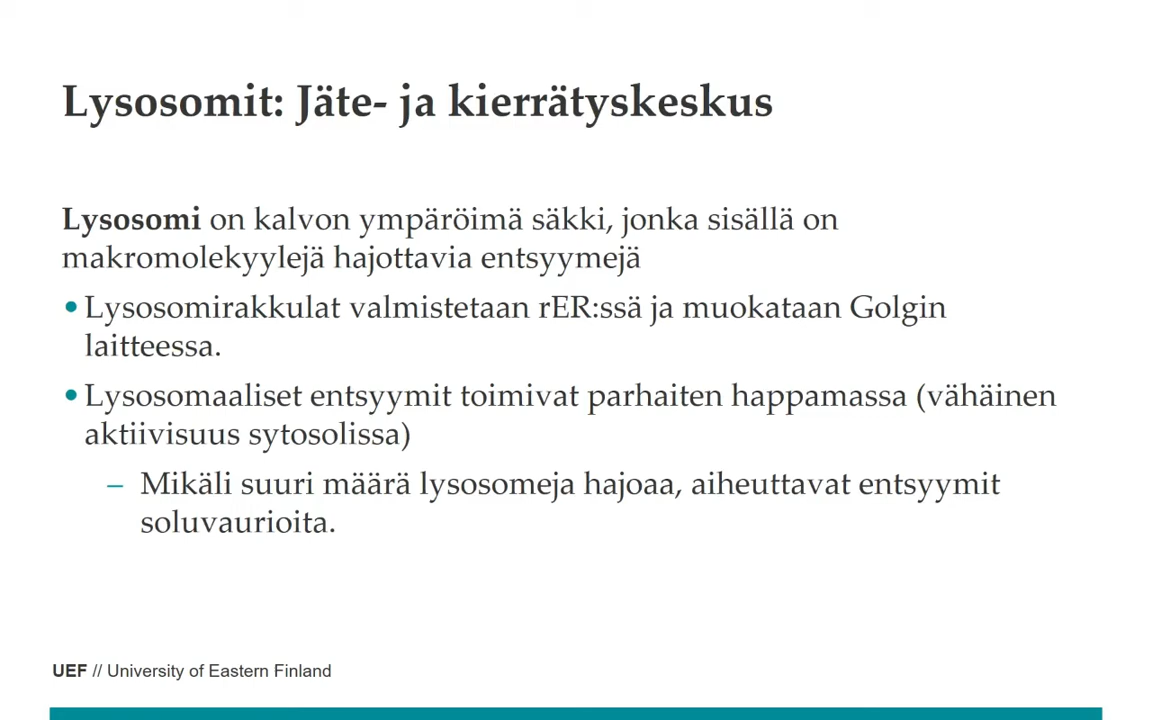 Lysosomit: Jäte- ja kierrätyskeskus
Lysosomi on kalvon ympäröimä säkki, jonka sisällä on
makromolekyylejä hajottavia entsyymejä
• Lysosomirakkulat valmistetaan rER:ssä ja muokataan Golgin
laitteessa.
• Lysosomaaliset entsyymit toimivat parhaiten happamassa (vähäinen
aktiivisuus sytosolissa)
– Mikäli suuri määrä lysosomeja hajoaa, aiheuttavat entsyymit
soluvaurioita.
UEF // University of Eastern Finland